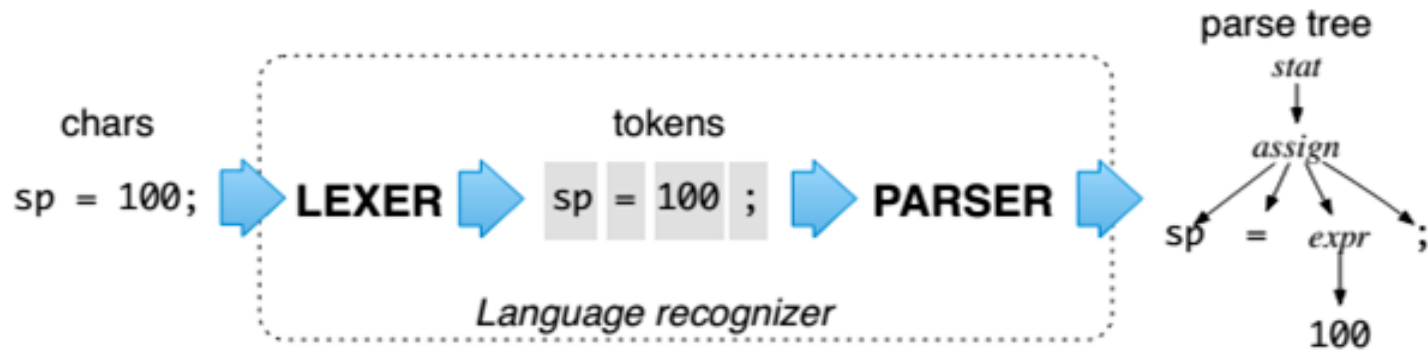 parse tree
stat
chars
tokens
assign
sp = 100;
LEXER
sp = 100 ;
PARSER
sp = expr ;
Language recognizer
100